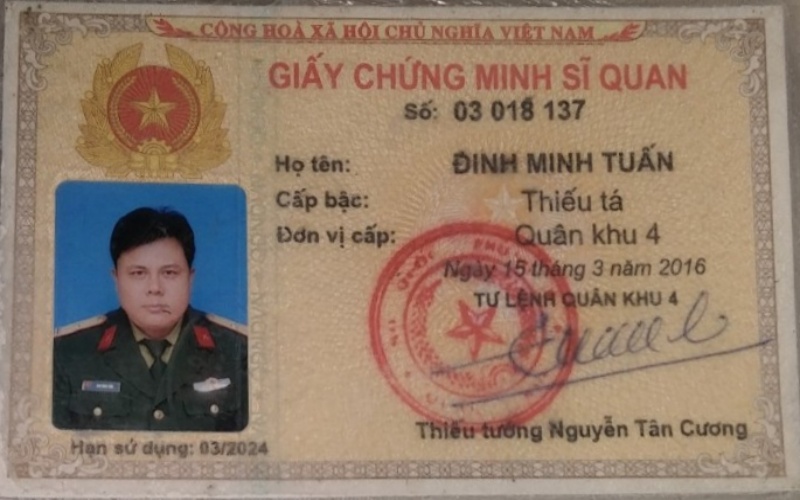 CỘNG HOÀ XÃ HỘI CHỦ NGHĨA VIỆT NAM
GIẤY CHỨNG MINH SĨ QUAN
Số: 03 018 137
Họ tên: ĐINH MINH TUẤN
Cấp bậc: Thiếu tá
Đơn vị cấp: Quân khu 4
Ngày 15 tháng 3 năm 2016
TƯ LỆNH QUÂN KHU 4
Thiếu tướng Nguyễn Tân Cương
Hạn sử dụng: 03/2024